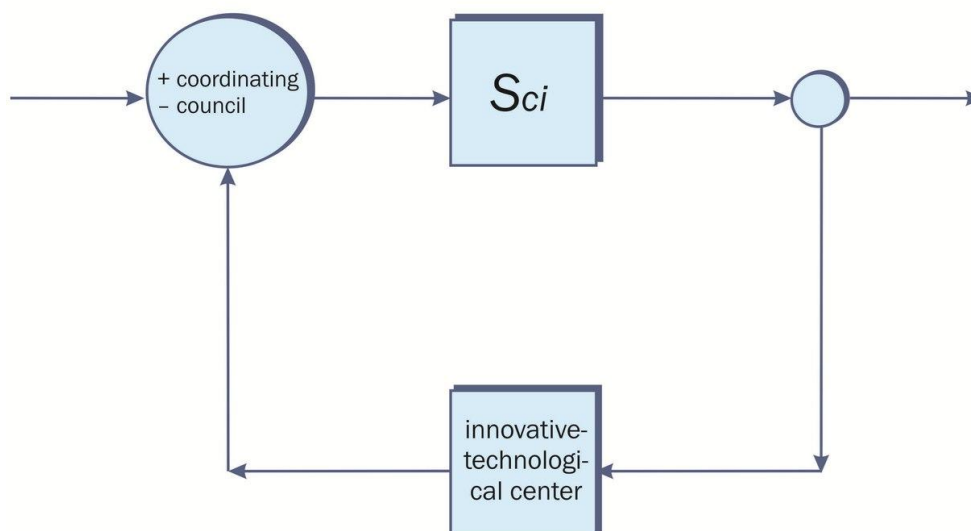 + coordinating
– council
Sci
innovative-
technologi-
cal center